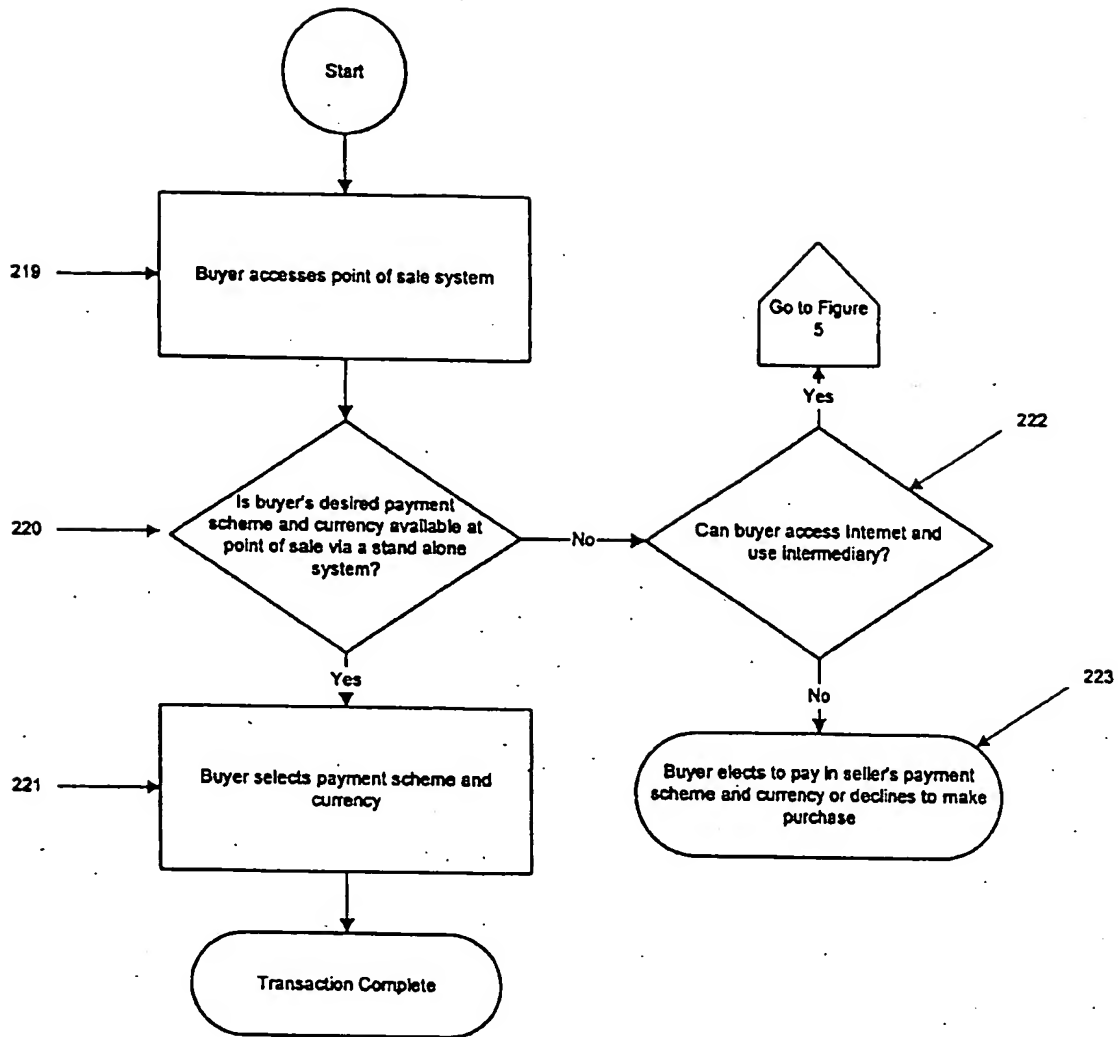 Start
219
Buyer accesses point of sale system
Go to Figure
5
Yes
222
220
Is buyer's desired payment
scheme and currency available at
point of sale via a stand alone
system?
No
Can buyer access Internet and
use intermediary?
Yes
No
223
221
Buyer selects payment scheme and
currency
Buyer elects to pay in seller's payment
scheme and currency or declines to make
purchase
Transaction Complete